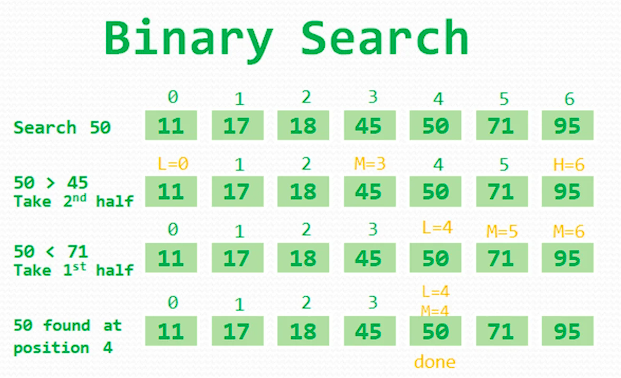 Binary Search
0 1 2 3 4 5 6
Search 50 11 17 18 45 50 71 95
L=0 1 2 M=3 4 5 H=6
50 > 45
Take 2nd half 11 17 18 45 50 71 95
0 1 2 3 L=4 M=5 M=6
50 < 71
Take 1st half 11 17 18 45 50 71 95
0 1 2 3 L=4
M=4
50 found at
position 4 11 17 18 45 50 71 95
done